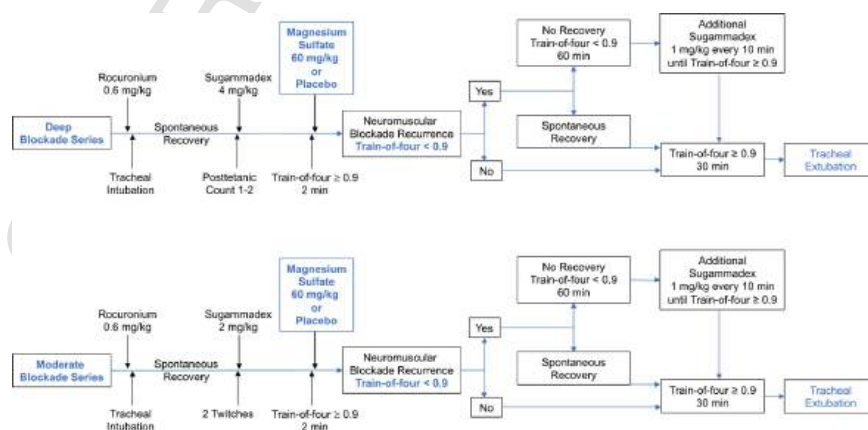 Magnesium
Sulfate
60 mg/kg
or
Placebo
No Recovery
Train-of-four < 0.9
60 min
Additional
Sugammadex
1 mg/kg every 10 min
until Train-of-four ≥ 0.9
Rocuronium
0.6 mg/kg
Sugammadex
4 mg/kg
Yes
Deep
Blockade Series
Spontaneous
Recovery
Neuromuscular
Blockade Recurrence
Train-of-four < 0.9
Spontaneous
Recovery
Tracheal
Intubation
Posttetanic
Count 1-2
Train-of-four ≥ 0.9
2 min
No
Train-of-four ≥ 0.9
30 min
Tracheal
Extubation
Magnesium
Sulfate
60 mg/kg
or
Placebo
No Recovery
Train-of-four < 0.9
60 min
Additional
Sugammadex
1 mg/kg every 10 min
until Train-of-four ≥ 0.9
Rocuronium
0.6 mg/kg
Sugammadex
2 mg/kg
Yes
Moderate
Blockade Series
Spontaneous
Recovery
Neuromuscular
Blockade Recurrence
Train-of-four < 0.9
Spontaneous
Recovery
Tracheal
Intubation
2 Twitches
Train-of-four ≥ 0.9
2 min
No
Train-of-four ≥ 0.9
30 min
Tracheal
Extubation